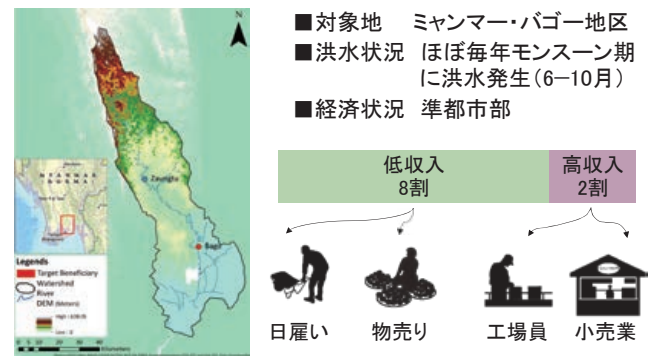 N
Zaungtu
Bago
MYANMAR
BURMA
Legends
Target Beneficiary
Watershed
River
DEM (Meters)
Kilometers
■対象地 ミャンマー・バゴー地区
■洪水状況 ほぼ毎年モンスーン期
に洪水発生（6－10月）
■経済状況 準都市部
低収入
8割
高収入
2割
日雇い 物売り 工場員 小売業